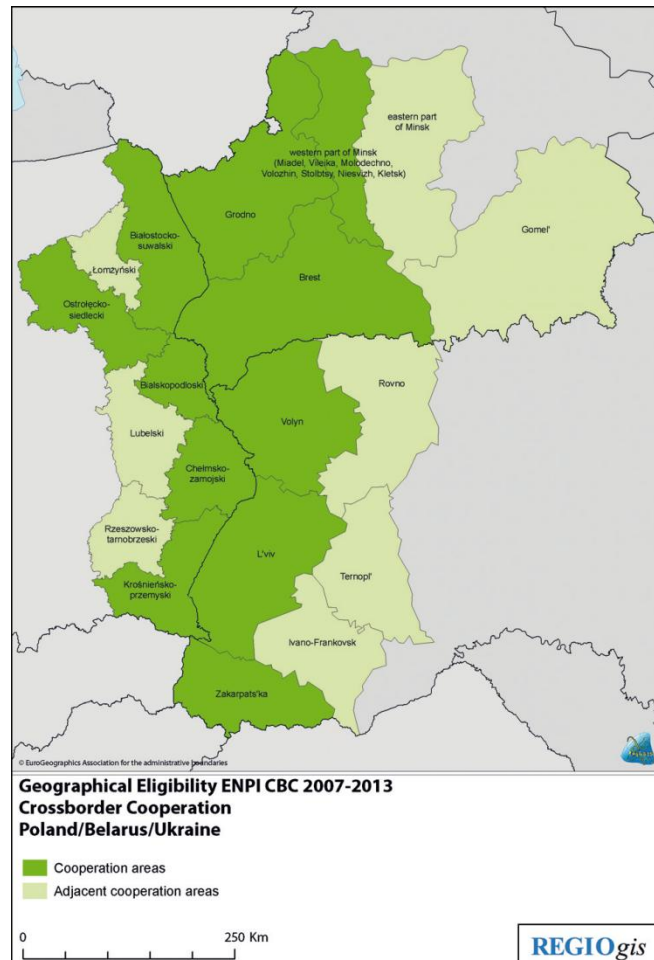 eastern part
of Minsk
western part of Minsk
(Miadel, Vilejka, Molodechno,
Volozhin, Stolbtsy, Niesvizh, Kletsk)
Grodno
Gomel'
Białostocko-
suwalski
Łomżyński
Brest
Ostrołęcko-
siedlecki
Bialskopodlaski
Rovno
Volyn
Lubelski
Chełmsko-
zamojski
Rzeszowsko-
tarnobrzeski
L'viv
Ternopl'
Krośnieńsko-
przemyski
Ivano-Frankovsk
Zakarpats'ka
© EuroGeographics Association for the administrative boundaries
Geographical Eligibility ENPI CBC 2007-2013
Crossborder Cooperation
Poland/Belarus/Ukraine
Cooperation areas
Adjacent cooperation areas
0 250 Km
REGIOgis